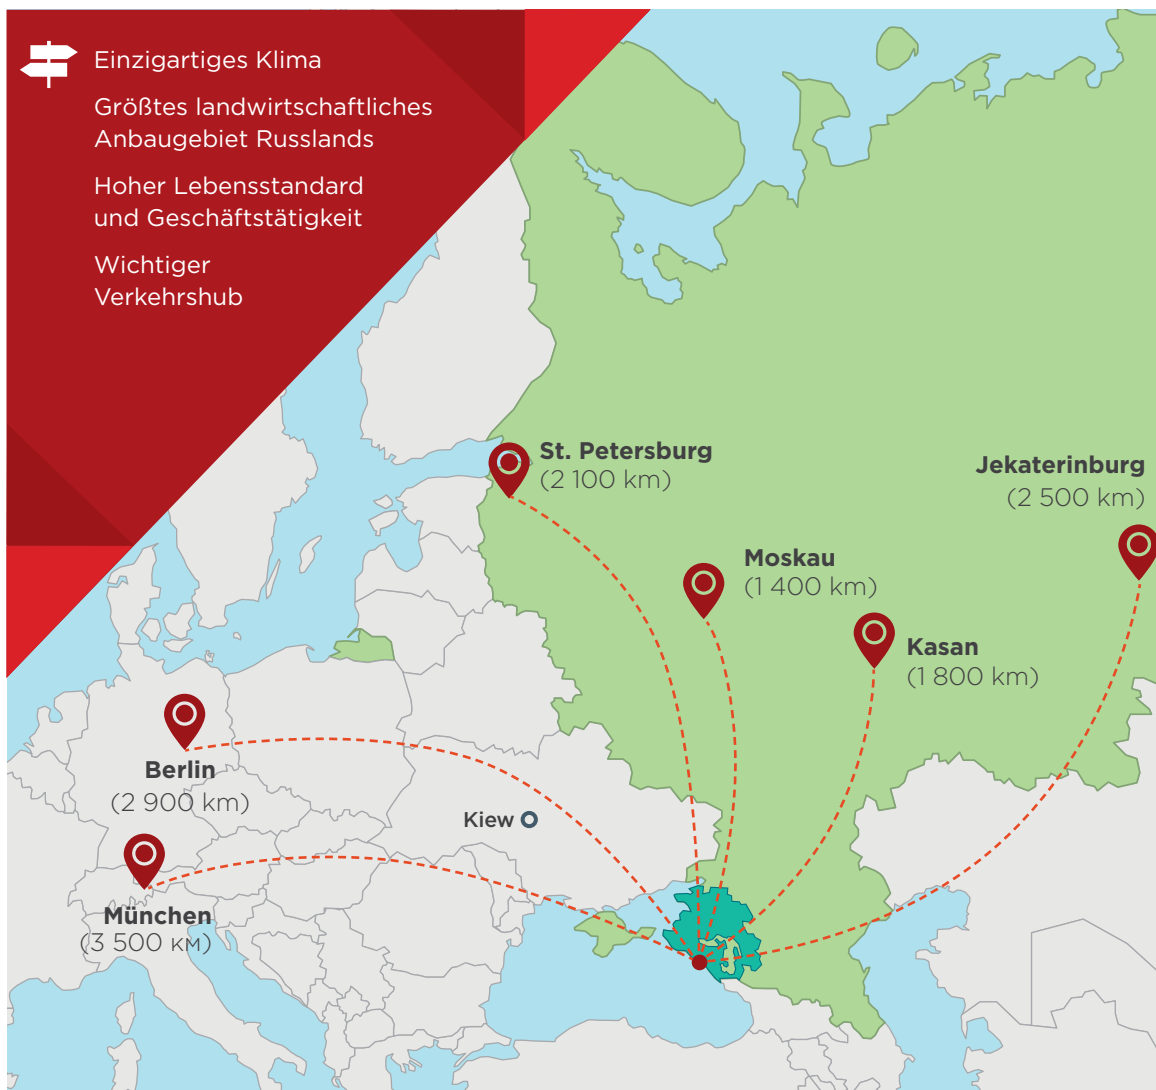 Einzigartiges Klima
Größtes landwirtschaftliches
Anbaugebiet Russlands
Hoher Lebensstandard
und Geschäftstätigkeit
Wichtiger
Verkehrshub
St. Petersburg
(2 100 km)
Jekaterinburg
(2 500 km)
Moskau
(1 400 km)
Kasan
(1 800 km)
Berlin
(2 900 km)
Kiew
München
(3 500 км)